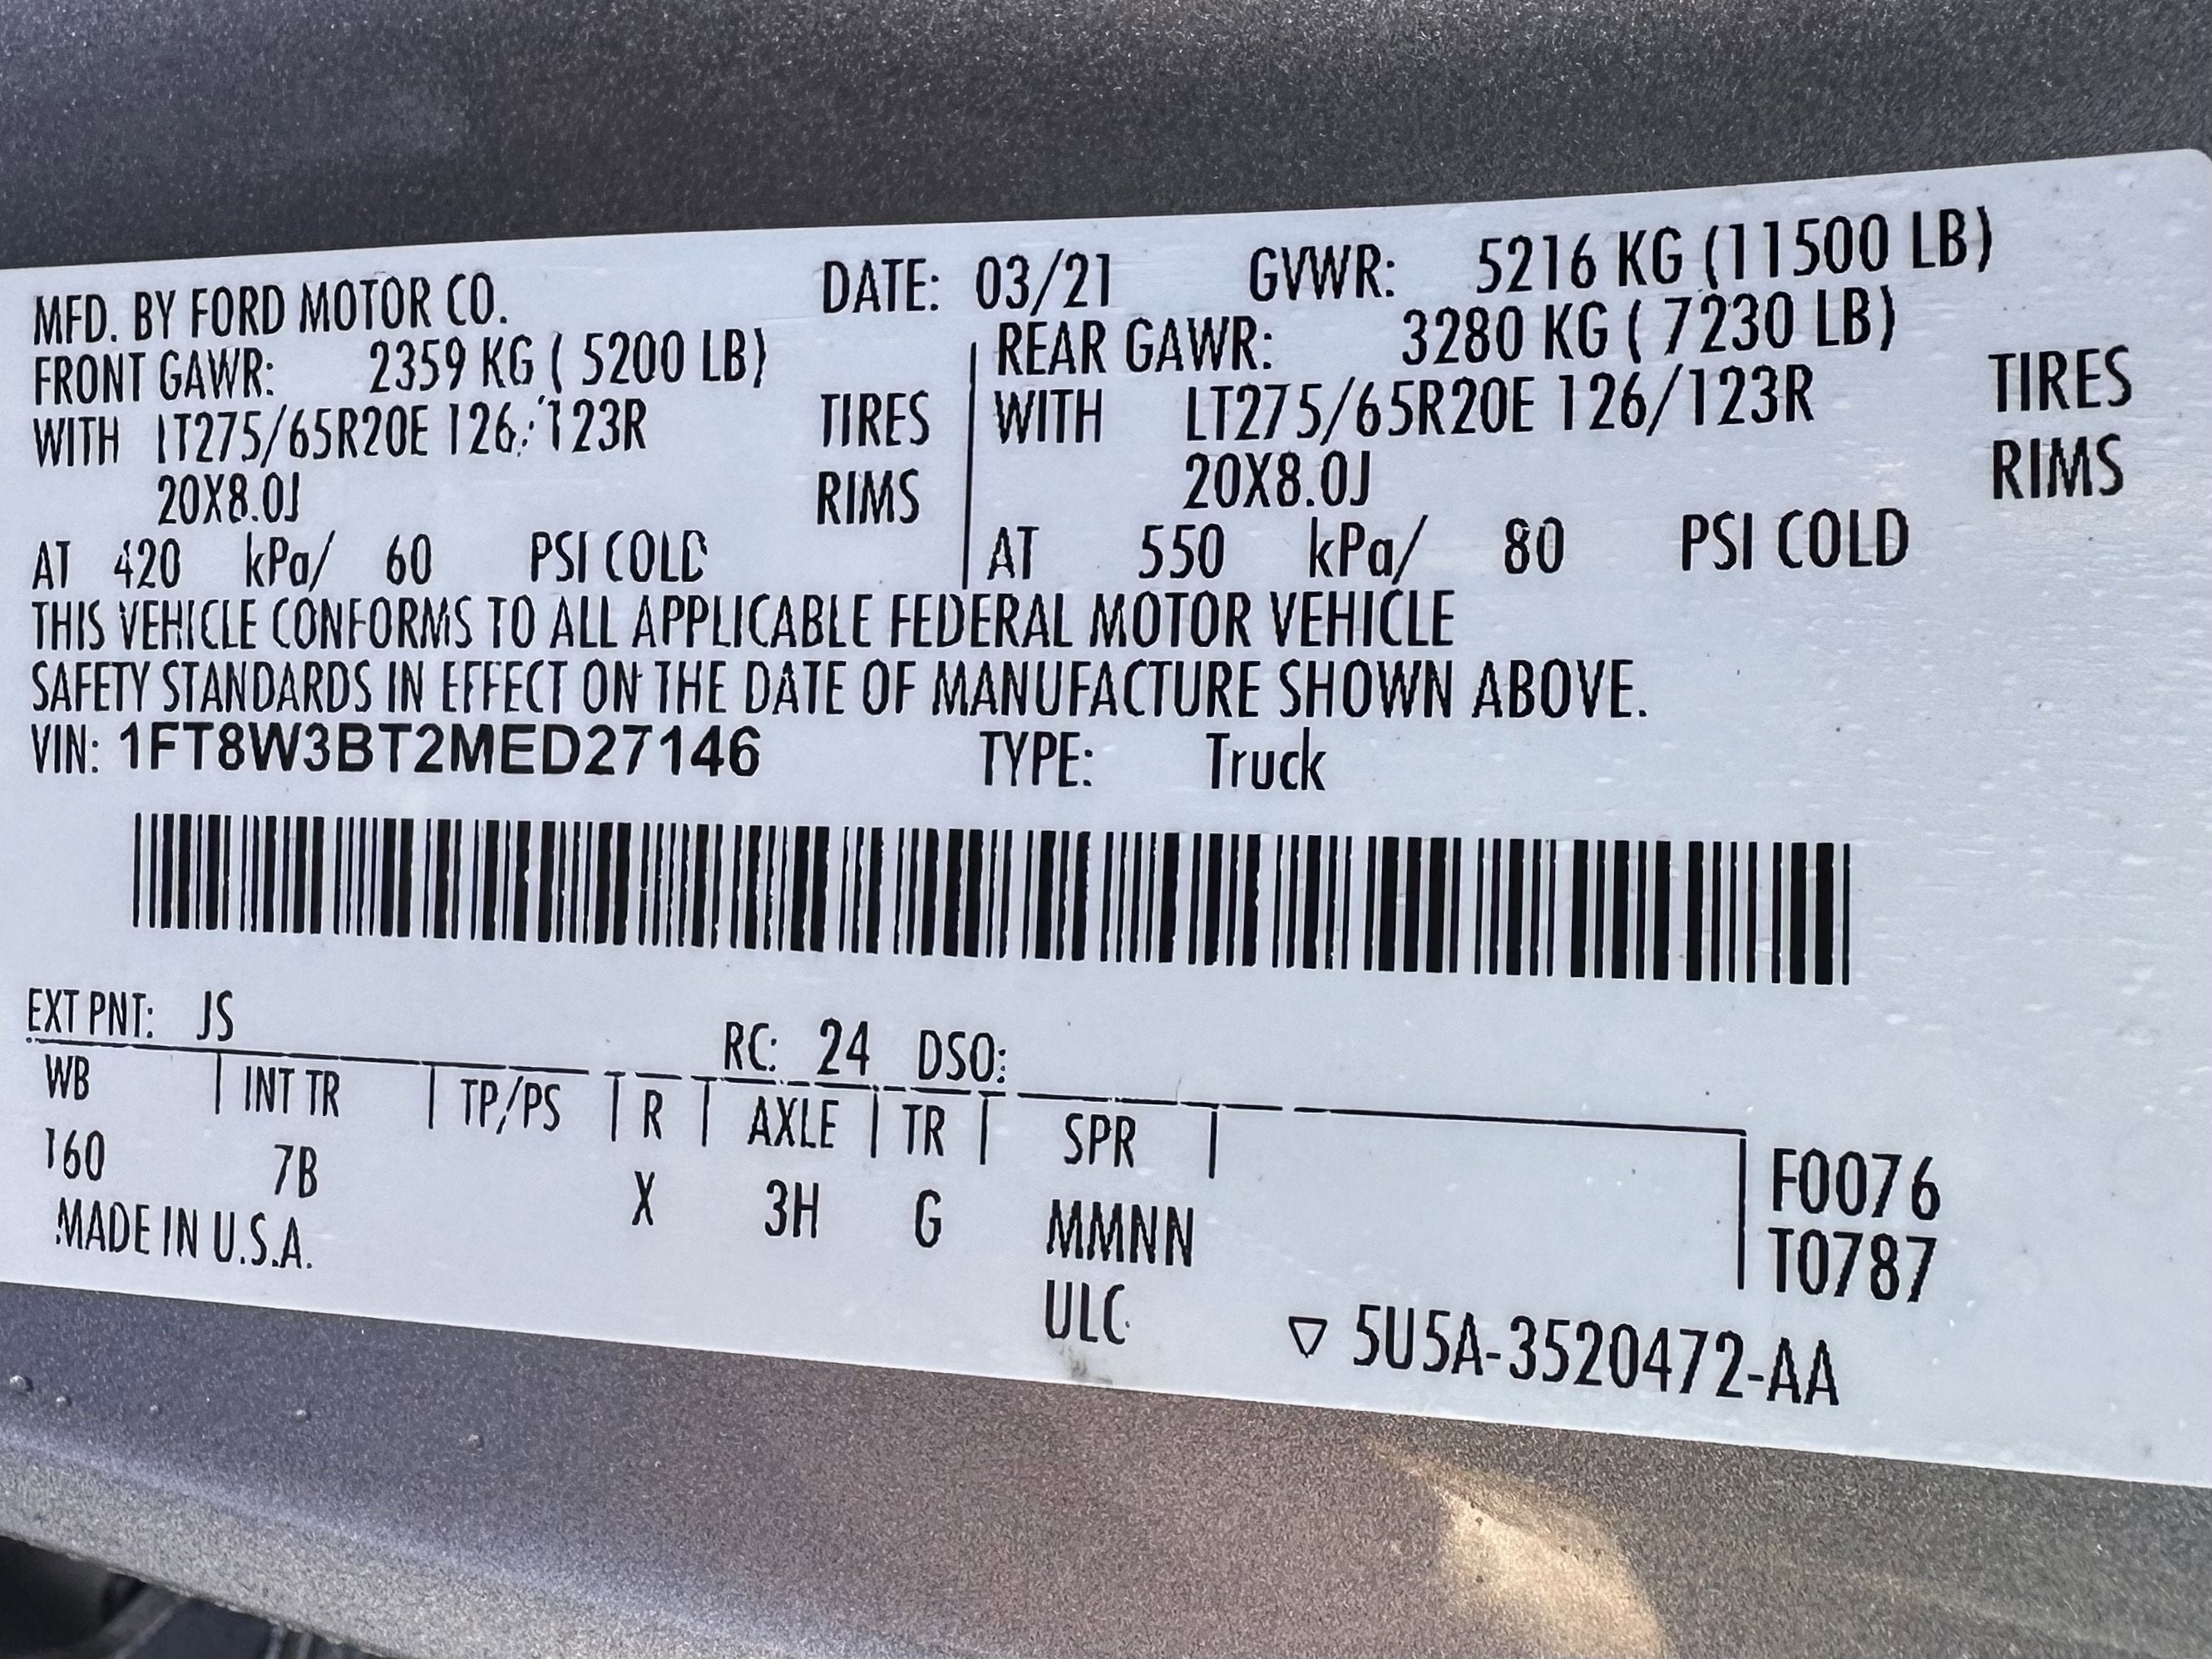 MFD. BY FORD MOTOR CO. DATE: 03/21 GVWR: 5216 KG (11500 LB)
FRONT GAWR: 2359 KG ( 5200 LB) REAR GAWR: 3280 KG ( 7230 LB)
WITH LT275/65R20E 126/123R TIRES WITH LT275/65R20E 126/123R TIRES
20X8.0J RIMS 20X8.0J RIMS
AT 420 kPa/ 60 PSI COLD AT 550 kPa/ 80 PSI COLD
THIS VEHICLE CONFORMS TO ALL APPLICABLE FEDERAL MOTOR VEHICLE
SAFETY STANDARDS IN EFFECT ON THE DATE OF MANUFACTURE SHOWN ABOVE.
VIN: 1FT8W3BT2MED27146 TYPE: Truck
EXT PNT: JS RC: 24 DSO:
WB INT TR TP/PS R AXLE TR SPR
160 7B X 3H G MMNN F0076
MADE IN U.S.A. ULC T0787
▽ 5U5A-3520472-AA